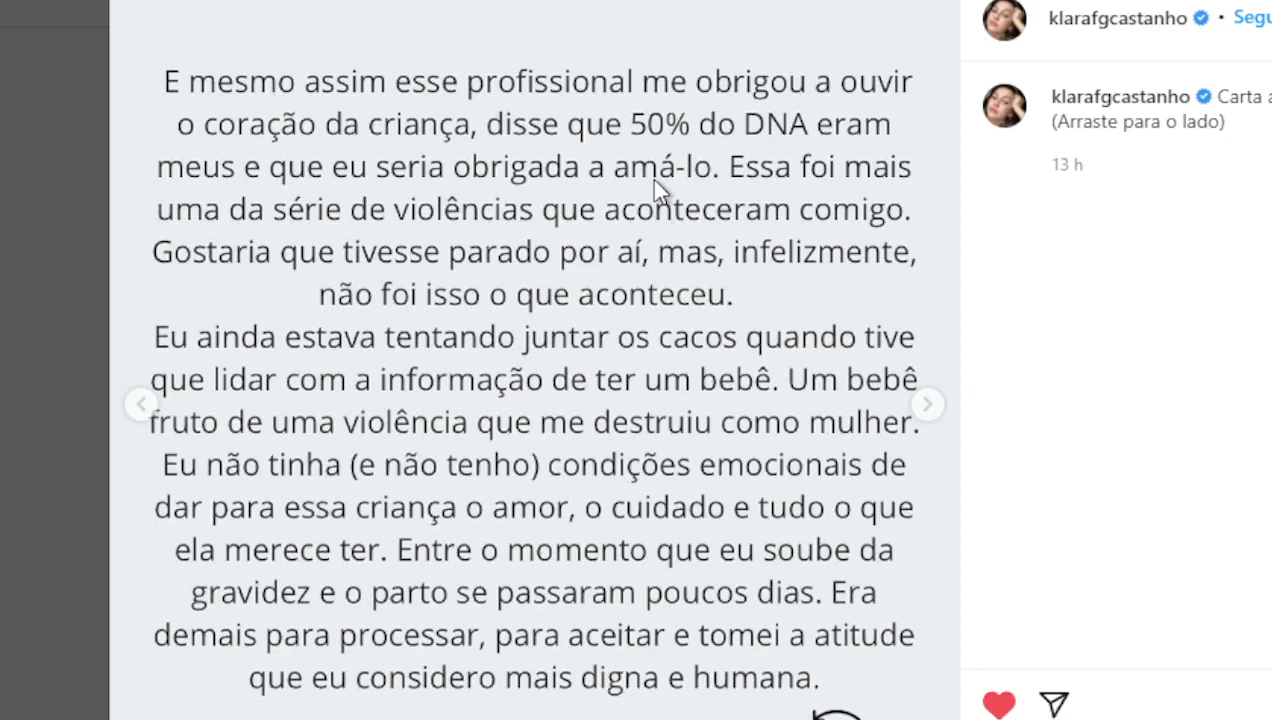 E mesmo assim esse profissional me obrigou a ouvir
o coração da criança, disse que 50% do DNA eram
meus e que eu seria obrigada a amá-lo. Essa foi mais
uma da série de violências que aconteceram comigo.
Gostaria que tivesse parado por aí, mas, infelizmente,
não foi isso o que aconteceu.
Eu ainda estava tentando juntar os cacos quando tive
que lidar com a informação de ter um bebê. Um bebê
fruto de uma violência que me destruiu como mulher.
Eu não tinha (e não tenho) condições emocionais de
dar para essa criança o amor, o cuidado e tudo o que
ela merece ter. Entre o momento que eu soube da
gravidez e o parto se passaram poucos dias. Era
demais para processar, para aceitar e tomei a atitude
que eu considero mais digna e humana.
klarafgcastanho • Segu
klarafgcastanho Carta a
(Arraste para o lado)
13 h